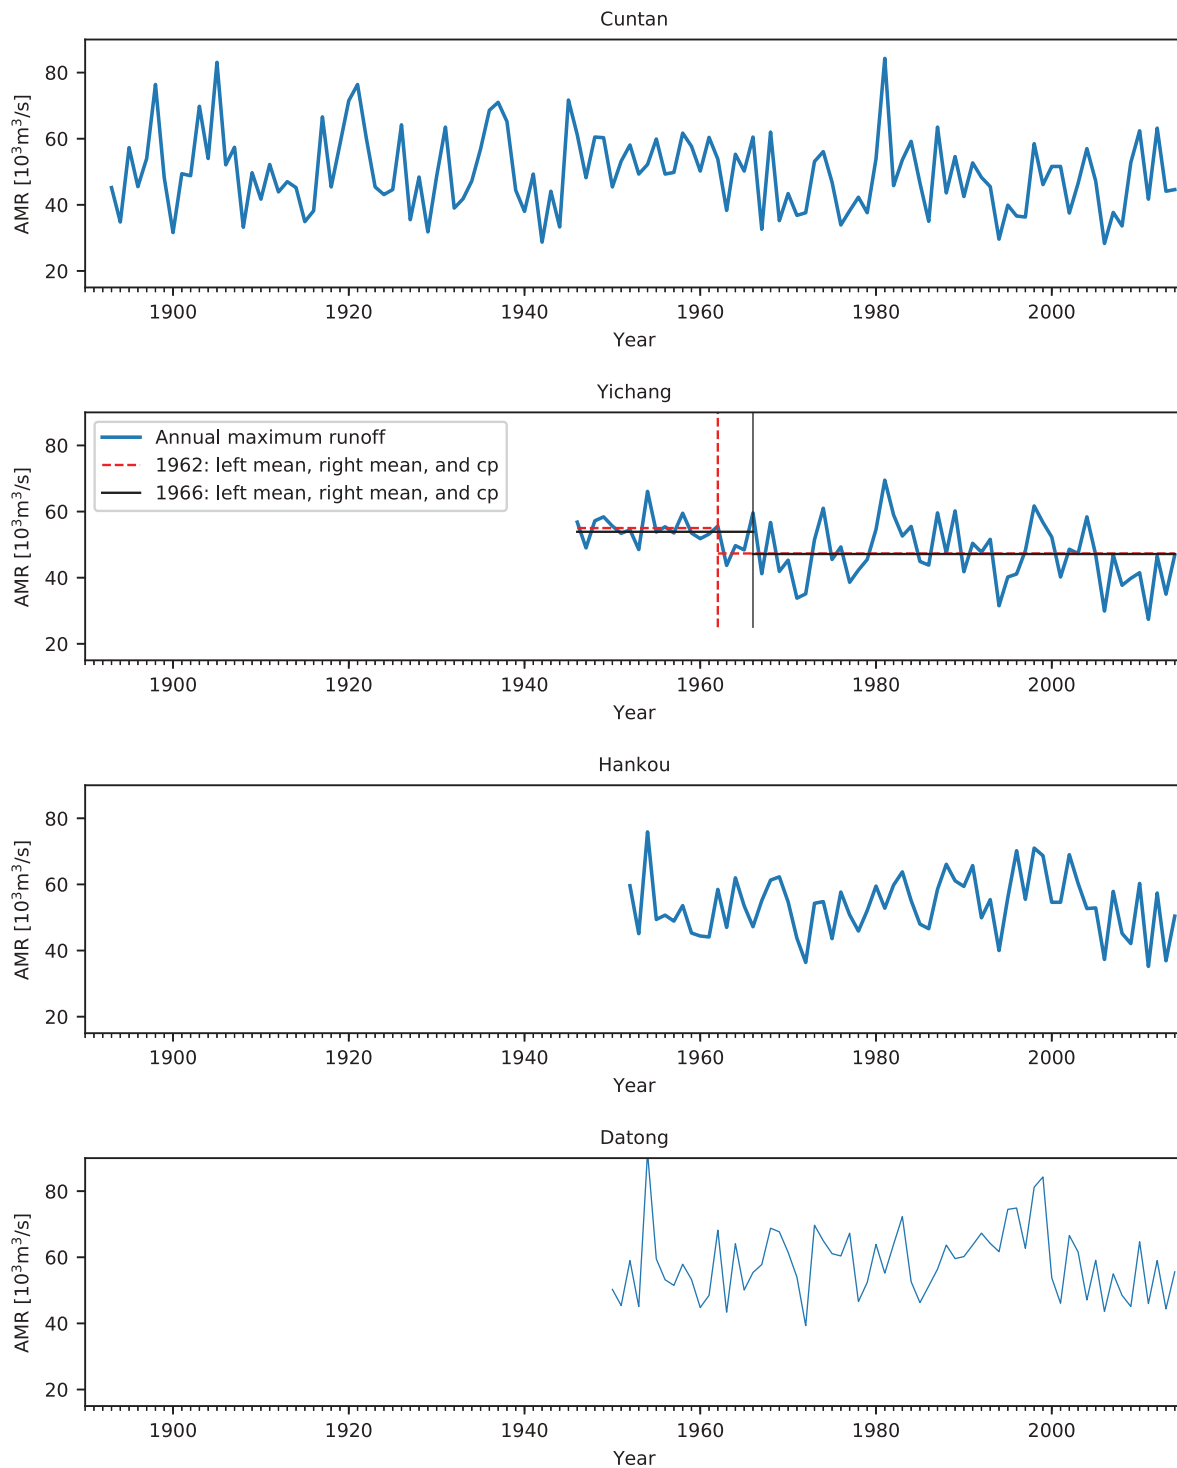 Cuntan
AMR [10³m³/s]
80
60
40
20
1900 1920 1940 1960 1980 2000
Year
Yichang
AMR [10³m³/s]
80
60
40
20
Annual maximum runoff
1962: left mean, right mean, and cp
1966: left mean, right mean, and cp
1900 1920 1940 1960 1980 2000
Year
Hankou
AMR [10³m³/s]
80
60
40
20
1900 1920 1940 1960 1980 2000
Year
Datong
AMR [10³m³/s]
80
60
40
20
1900 1920 1940 1960 1980 2000
Year